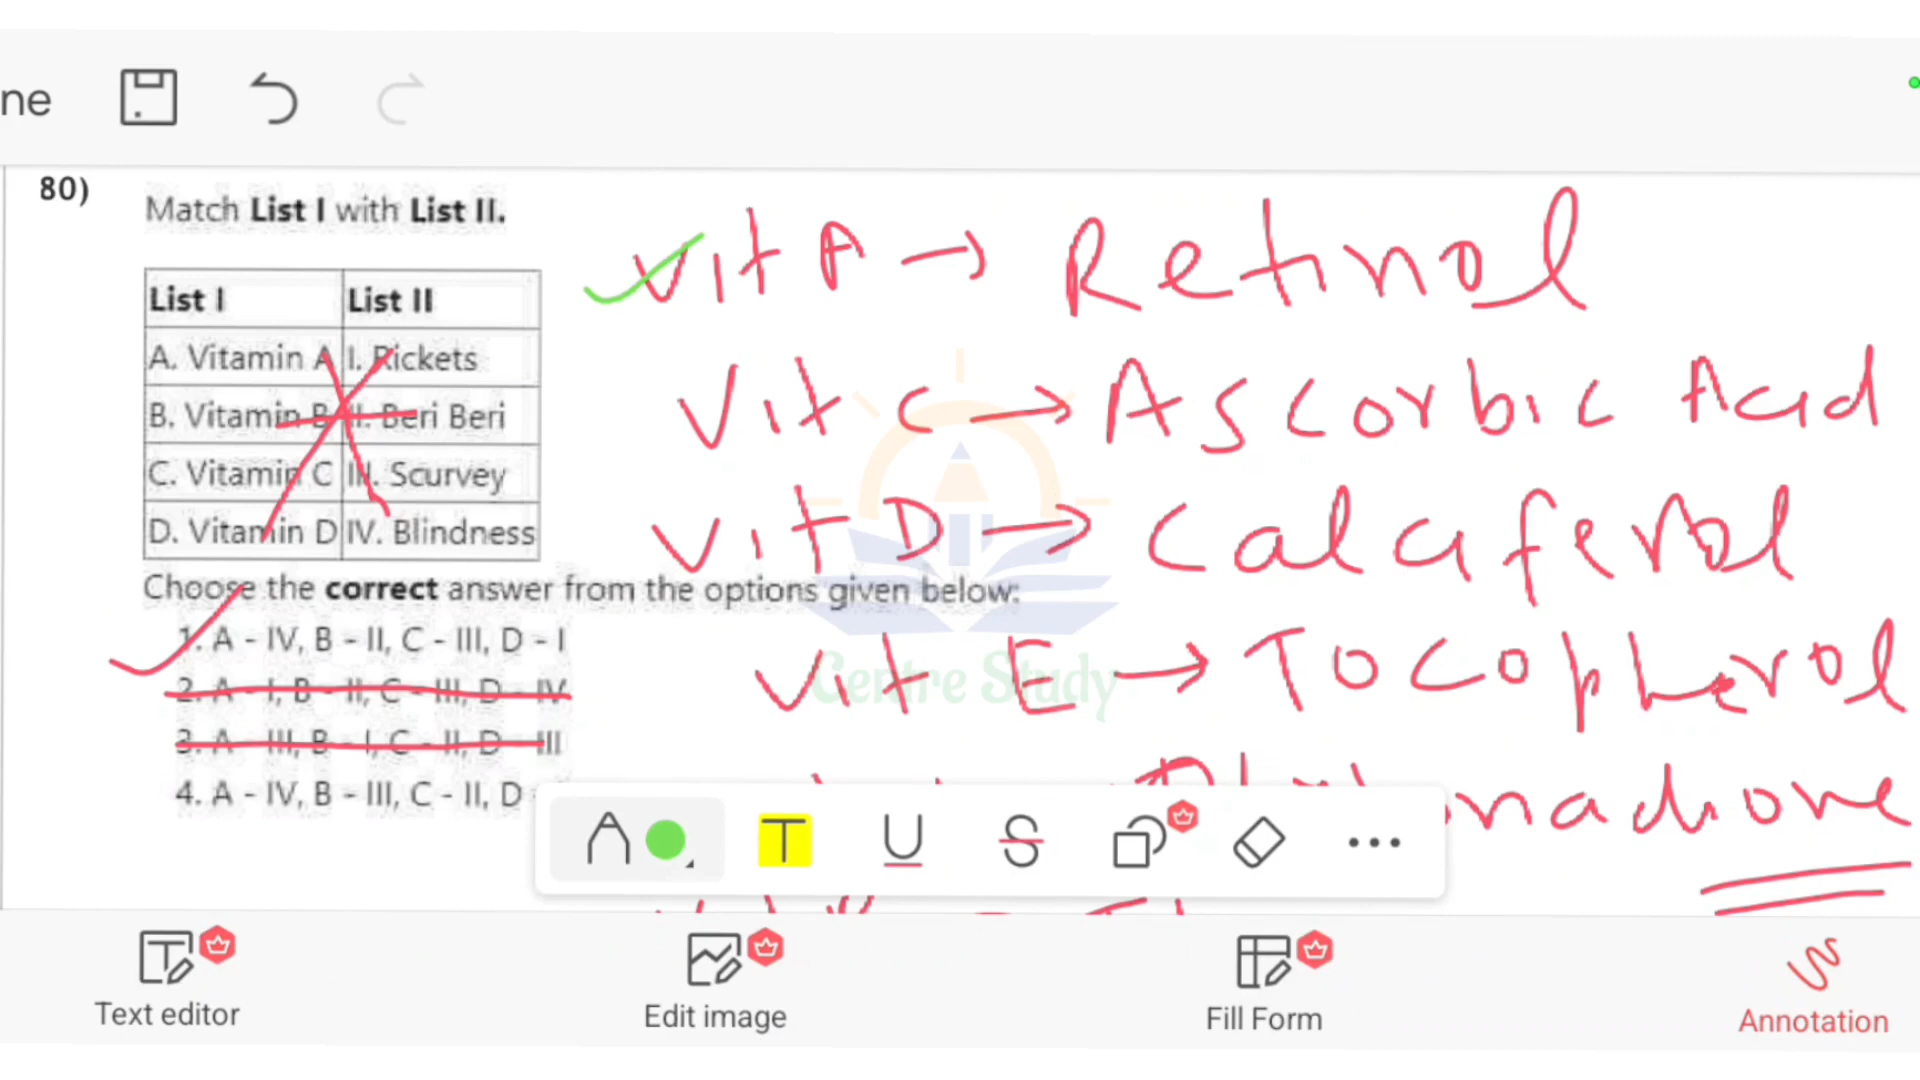 ne
80)
Match List I with List II.
List I List II
A. Vitamin A I. Rickets
B. Vitamin B II. Beri Beri
C. Vitamin C III. Scurvey
D. Vitamin D IV. Blindness
Choose the correct answer from the options given below:
1. A - IV, B - II, C - III, D - I
2. A - I, B - II, C - III, D - IV
3. A - III, B - I, C - II, D - III
4. A - IV, B - III, C - II, D
Vit A → Retinol
Vit C → Ascorbic Acid
Vit D → Calciferol
Vit E → Tocopherol
Centre Study
Text editor
Edit image
Fill Form
Annotation